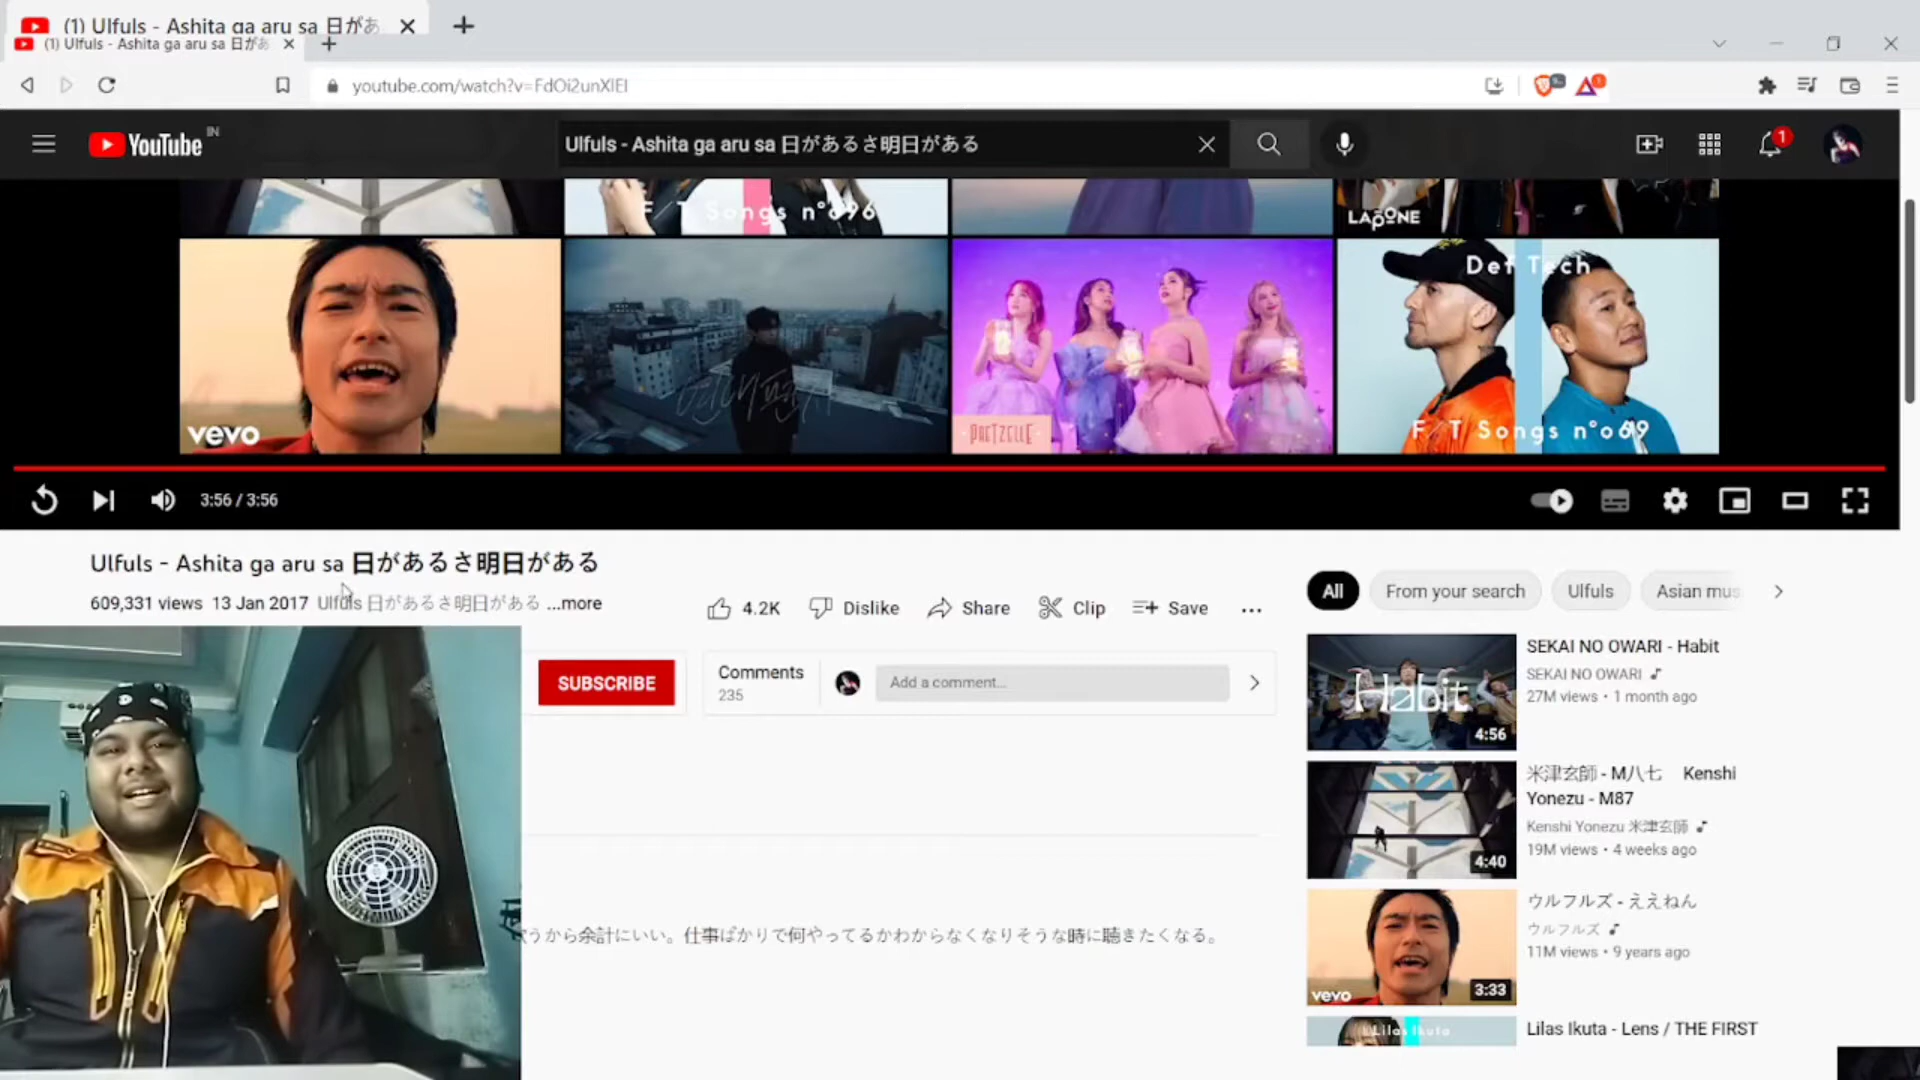 (1) Ulfuls - Ashita ga aru sa 日があ
(1) Ulfuls - Ashita ga aru sa 日があ
youtube.com/watch?v=FdOi2unXlEI
YouTube IN
Ulfuls - Ashita ga aru sa 日があるさ明日がある
1
F/T Songs n°696
LAPONE
vevo
PRETZELLE
Def Tech
F/T Songs n°069
3:56 / 3:56
Ulfuls - Ashita ga aru sa 日があるさ明日がある
609,331 views 13 Jan 2017 Ulfuls 日があるさ明日がある ...more
4.2K Dislike Share Clip Save
SUBSCRIBE
Comments
235
Add a comment...
うから余計にいい。仕事ばかりで何やってるかわからなくなりそうな時に聴きたくなる。
All From your search Ulfuls Asian mus
Habit
4:56
SEKAI NO OWARI - Habit
SEKAI NO OWARI
27M views • 1 month ago
4:40
米津玄師 - M八七 Kenshi
Yonezu - M87
Kenshi Yonezu 米津玄師
19M views • 4 weeks ago
vevo
3:33
ウルフルズ - ええねん
ウルフルズ
11M views • 9 years ago
Lilas Ikuta
Lilas Ikuta - Lens / THE FIRST